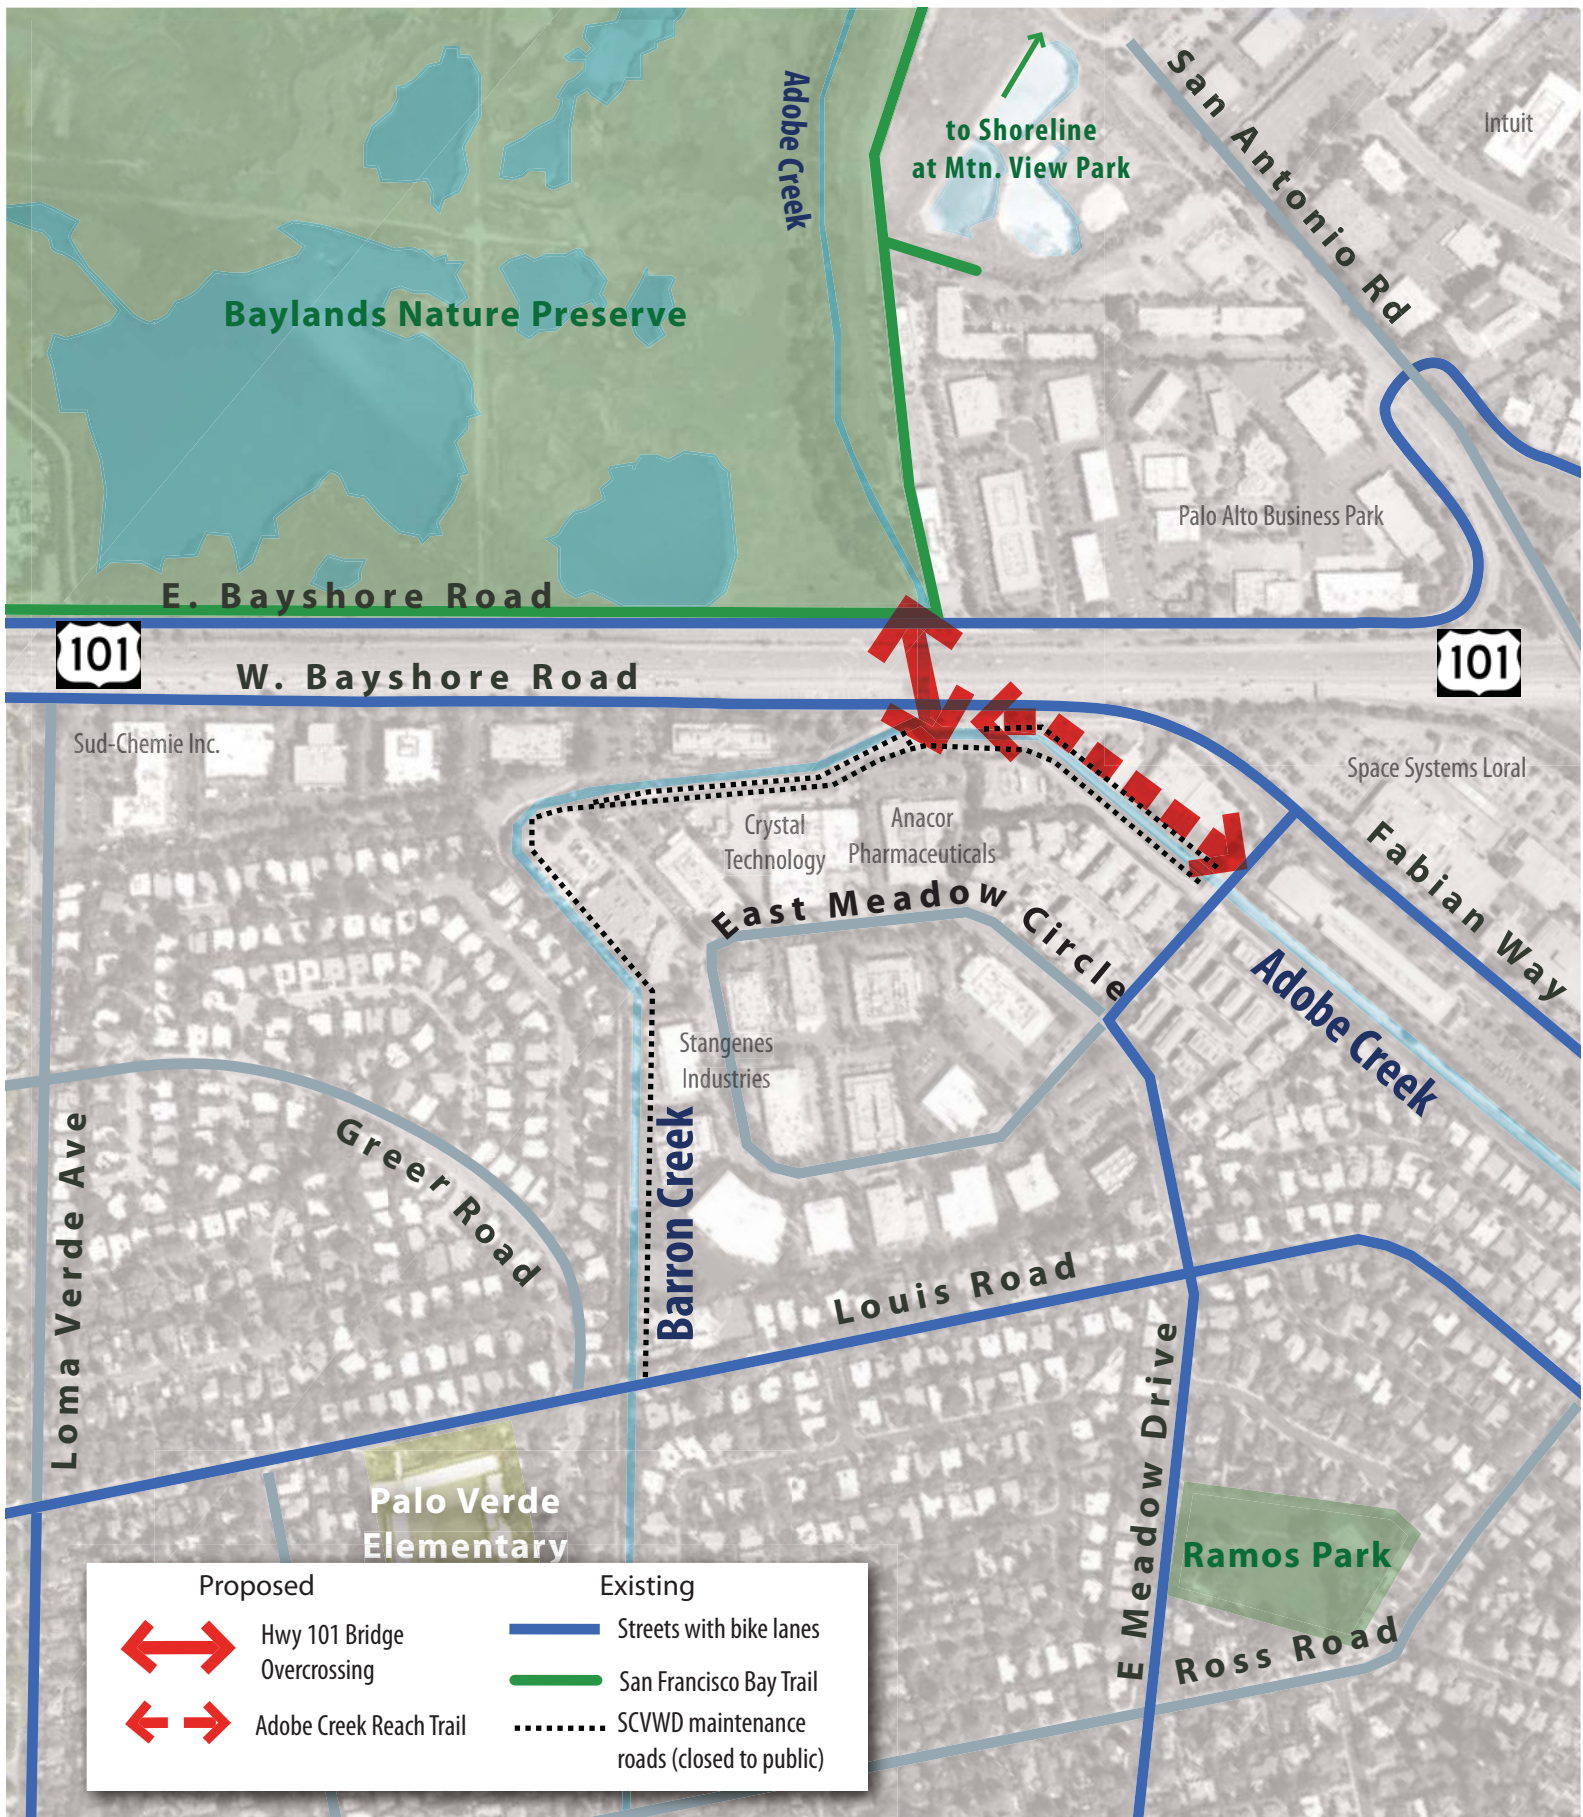 Adobe Creek
to Shoreline
at Mtn. View Park
San Antonio Rd
Intuit
Baylands Nature Preserve
Palo Alto Business Park
E. Bayshore Road
101
W. Bayshore Road
101
Sud-Chemie Inc.
Space Systems Loral
Crystal
Technology
Anacor
Pharmaceuticals
Fabian Way
East Meadow Circle
Adobe Creek
Stangenes
Industries
Loma Verde Ave
Greer Road
Barron Creek
Louis Road
E Meadow Drive
Palo Verde
Elementary
Ramos Park
Ross Road
Proposed
Hwy 101 Bridge
Overcrossing
Adobe Creek Reach Trail
Existing
Streets with bike lanes
San Francisco Bay Trail
SCVWD maintenance
roads (closed to public)